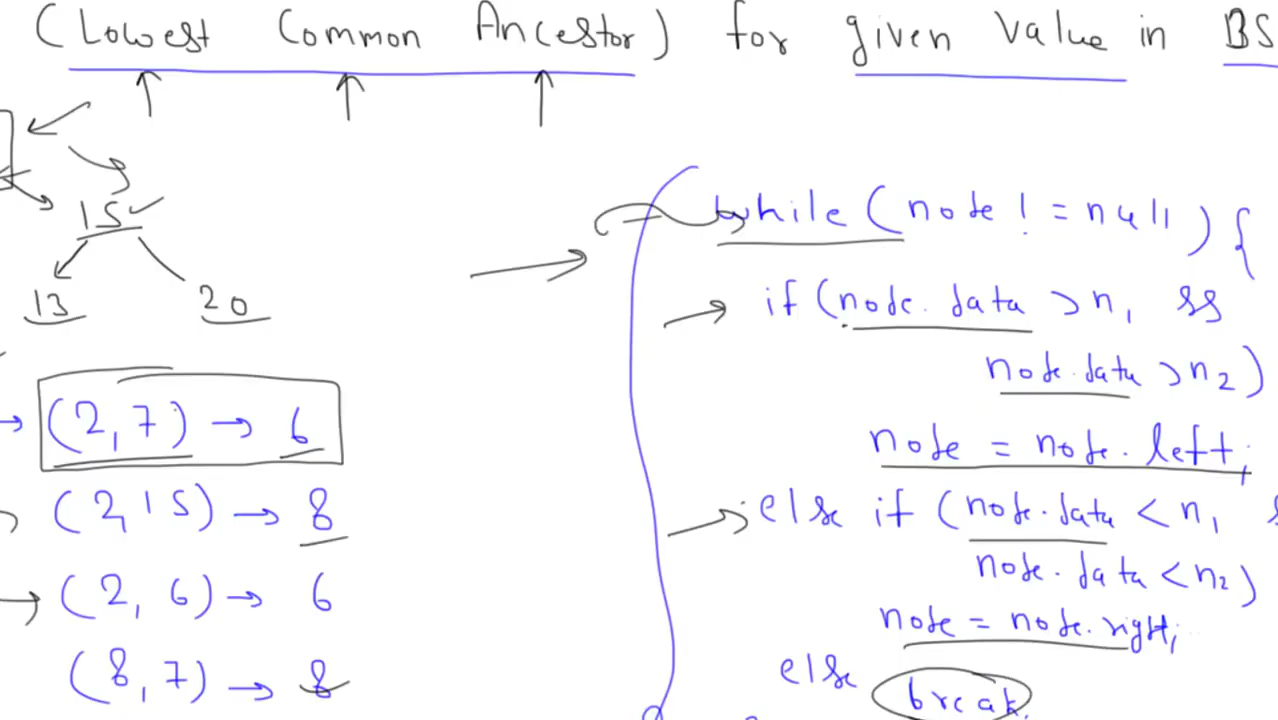 (Lowest Common Ancestor) for given value in BS
15
13 20
(2,7) → 6
(2,15) → 8
(2,6) → 6
(8,7) → 8
while (node != null) {
if (node.data > n1 &&
node.data > n2)
node = node.left;
else if (node.data < n1 &
node.data < n2)
node = node.right;
else
break;